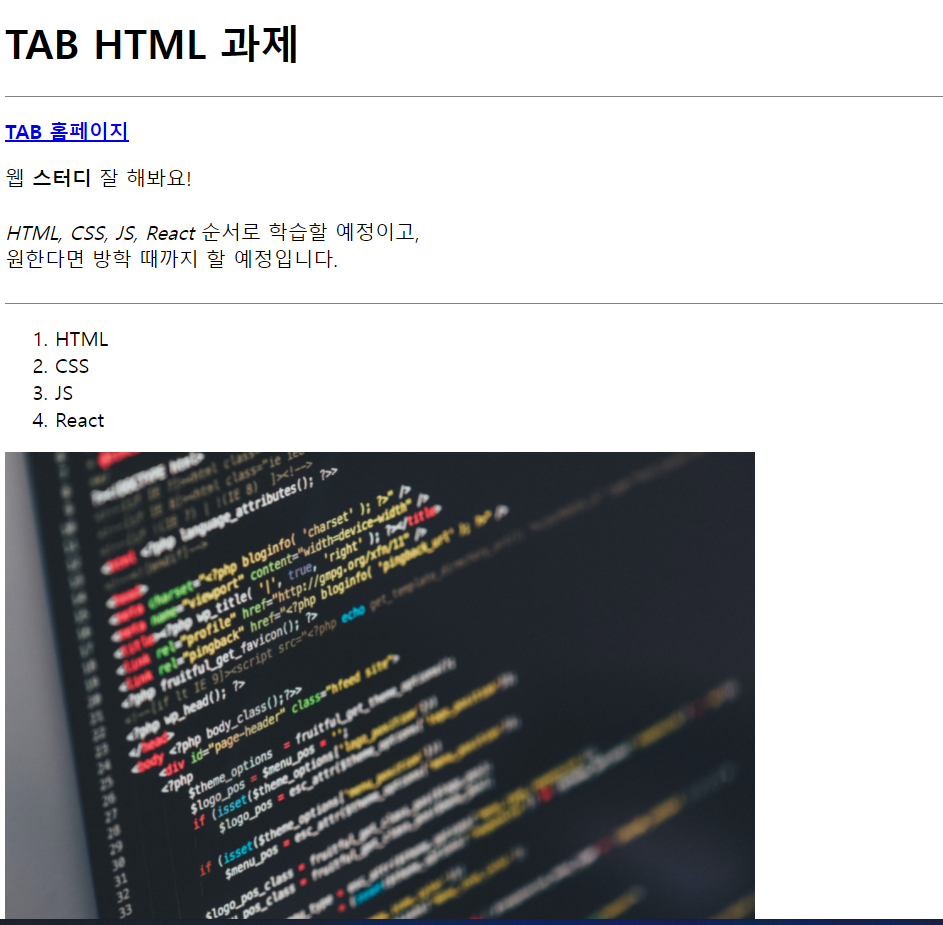 TAB HTML 과제
TAB 홈페이지
웹 스터디 잘 해봐요!
HTML, CSS, JS, React 순서로 학습할 예정이고,
원한다면 방학 때까지 할 예정입니다.
1. HTML
2. CSS
3. JS
4. React
<?php language_attributes(); ?>>
charset="<?php bloginfo( 'charset' ); ?>" />
name="viewport" content="width=device-width" />
<?php wp_title( '|', true, 'right' ); ?></title>
rel="profile" href="http://gmpg.org/xfn/11" />
rel="pingback" href="<?php bloginfo( 'pingback_url' ); ?>" />
<?php fruitful_get_favicon(); ?>
<!--[if lt IE 9]><script src="<?php echo get_template_directory_uri();
<?php wp_head(); ?>
</head>
<body <?php body_class();?>>
<div id="page-header" class="hfeed site">
<?php
$theme_options = fruitful_get_theme_options();
$logo_pos = $menu_pos = '';
if (isset($theme_options['logo_position']))
$logo_pos = esc_attr($theme_options['logo_position']);
if (isset($theme_options['menu_position']))
$menu_pos = esc_attr($theme_options['menu_position']);
$logo_pos_class = fruitful_get_class_pos($logo_pos);